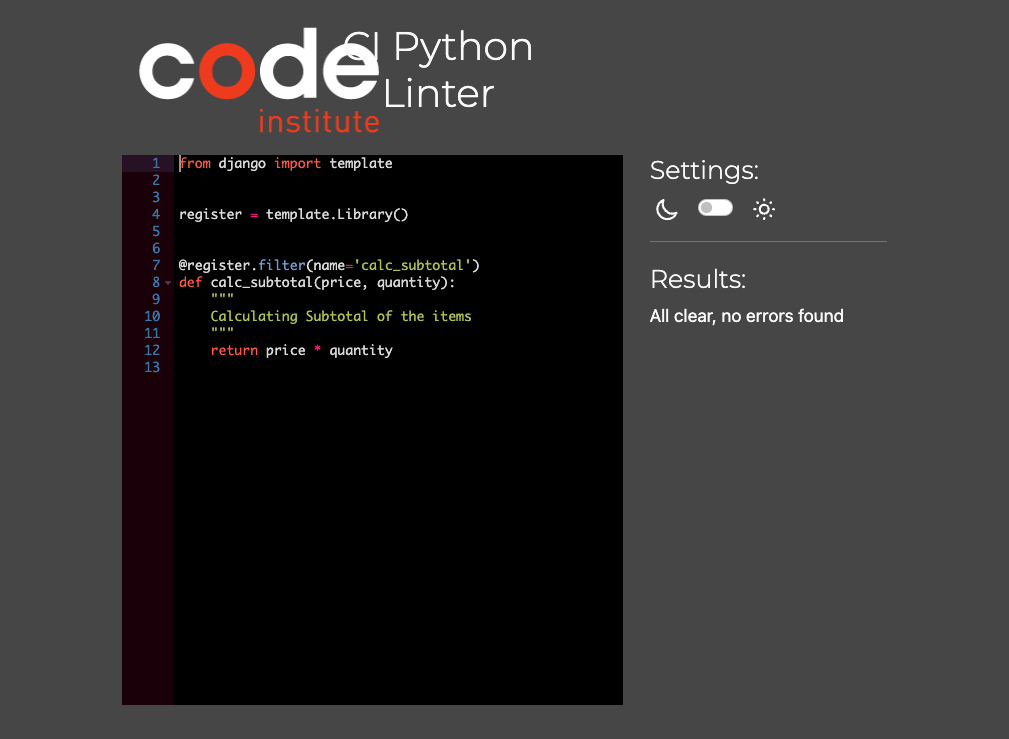 code
institute
CI Python
Linter
1 from django import template
2
3
4 register = template.Library()
5
6
7 @register.filter(name='calc_subtotal')
8 def calc_subtotal(price, quantity):
9     """
10     Calculating Subtotal of the items
11     """
12     return price * quantity
13
Settings:
Results:
All clear, no errors found